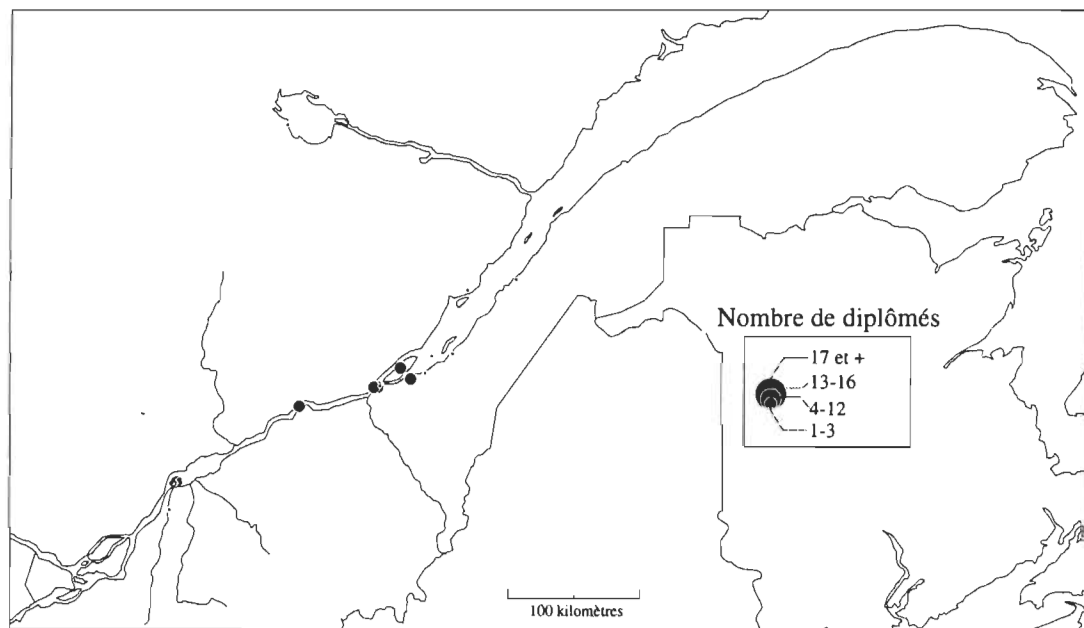 Nombre de diplômés
17 et +
13-16
4-12
1-3
100 kilomètres